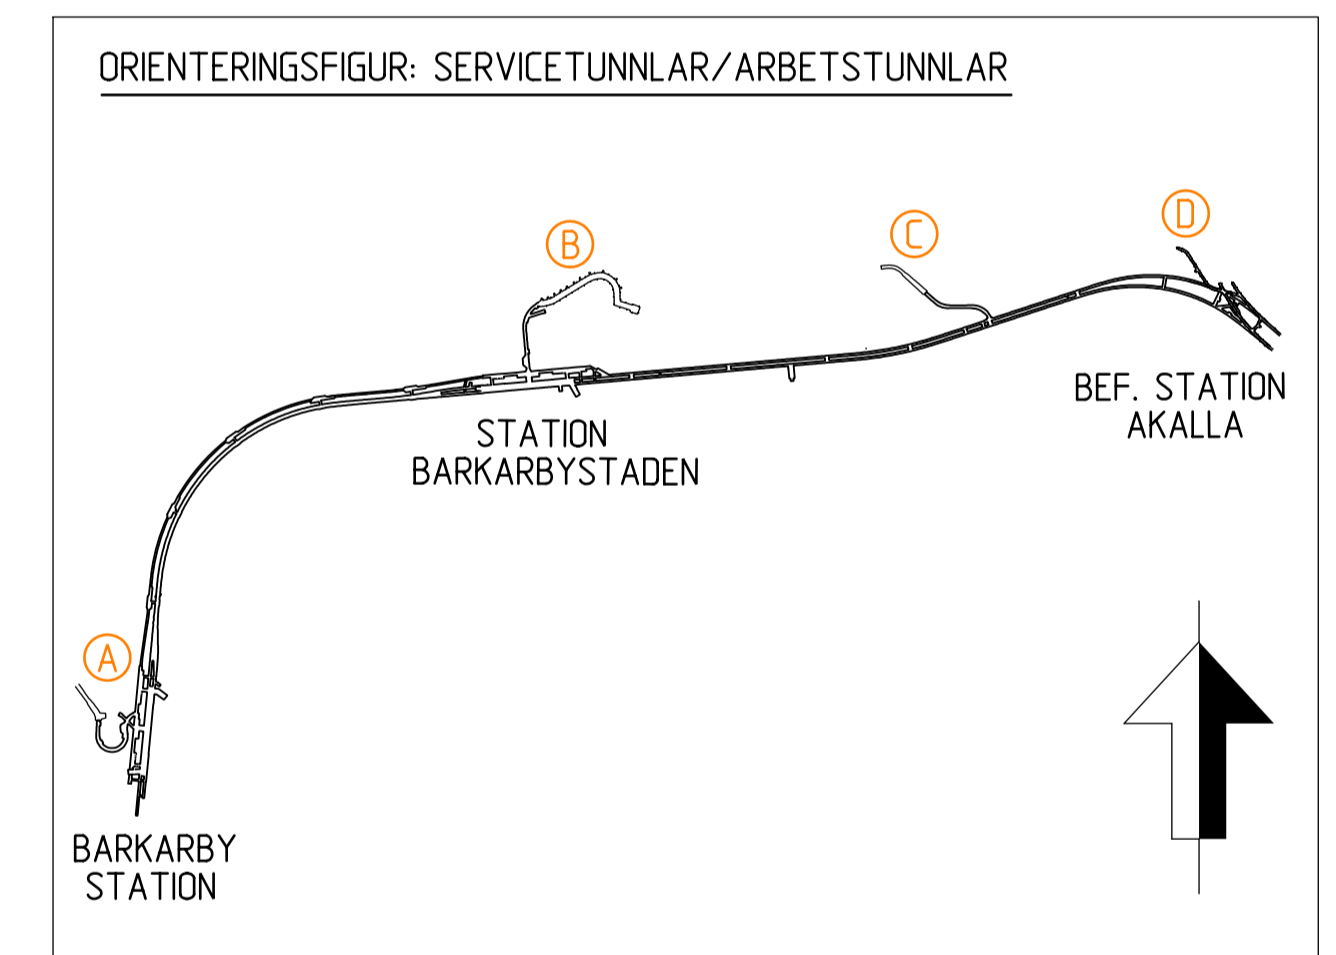 ORIENTERINGSFIGUR: SERVICETUNNLAR/ARBETSTUNNLAR
D
C
B
BEF. STATION
AKALLA
STATION
BARKARBYSTADEN
A
BARKARBY
STATION